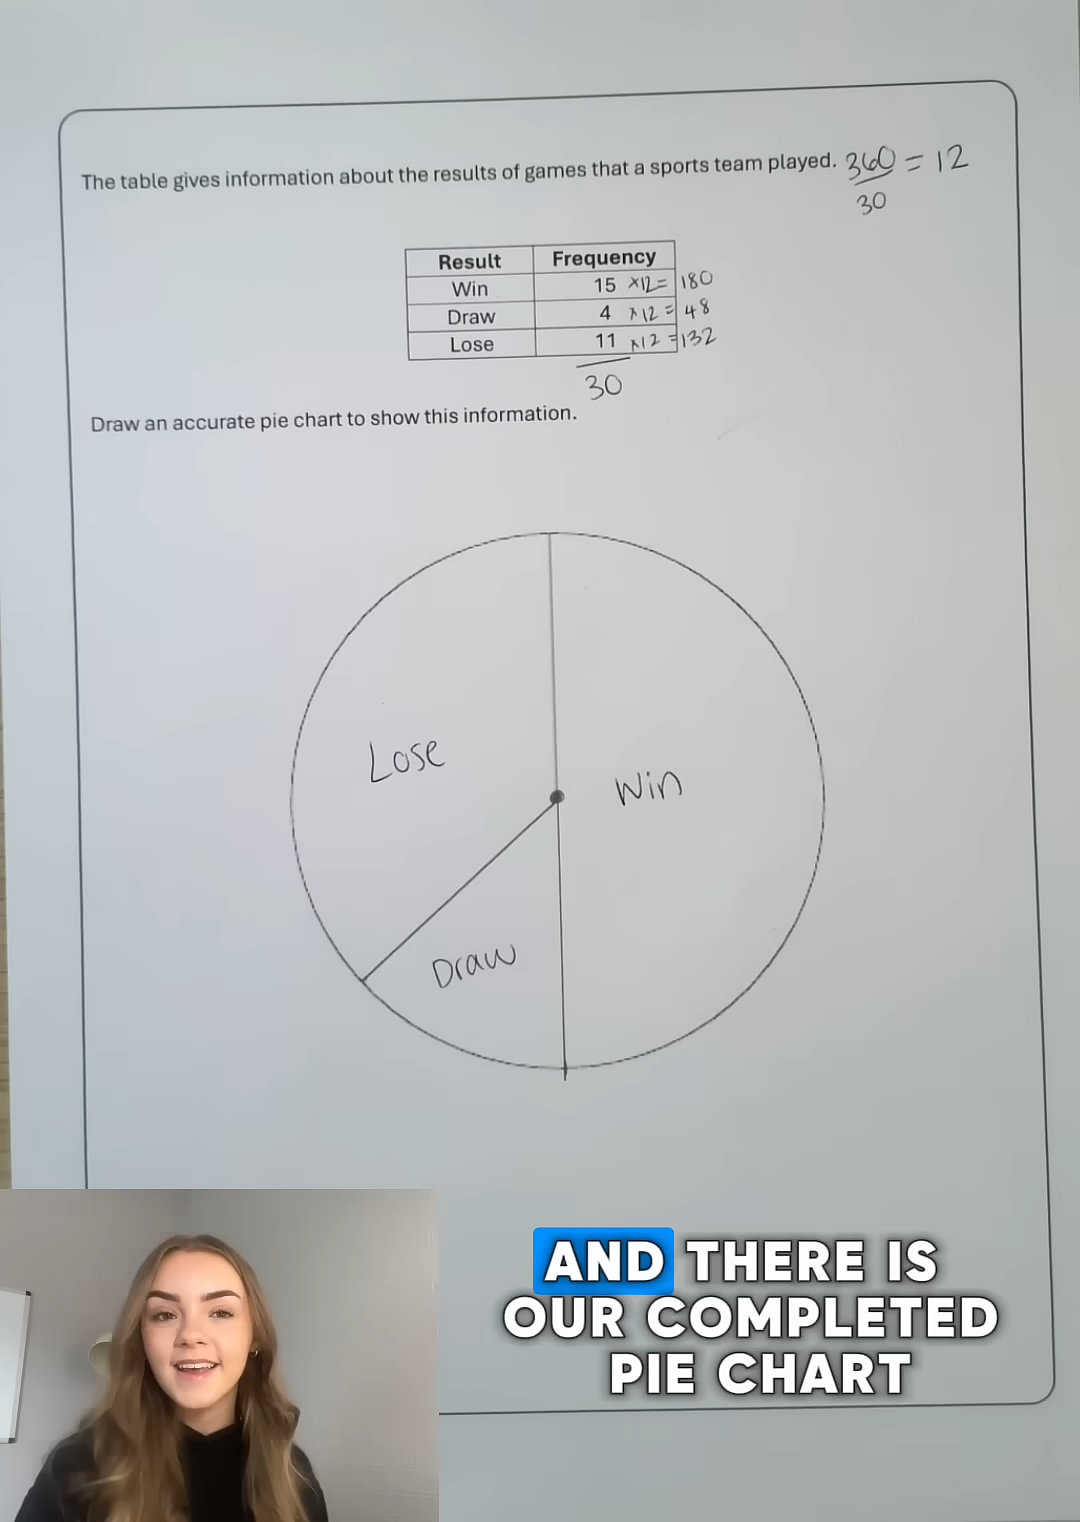 The table gives information about the results of games that a sports team played. 360/30 = 12
Result Frequency
Win 15 ×12= 180
Draw 4 ×12 = 48
Lose 11 ×12 =132
30
Draw an accurate pie chart to show this information.
Lose
Win
Draw
AND THERE IS
OUR COMPLETED
PIE CHART